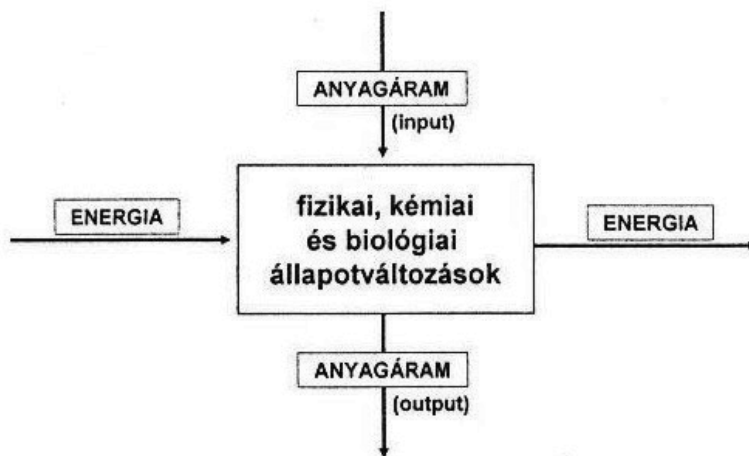 ANYAGÁRAM
(input)
ENERGIA
fizikai, kémiai
és biológiai
állapotváltozások
ENERGIA
ANYAGÁRAM
(output)